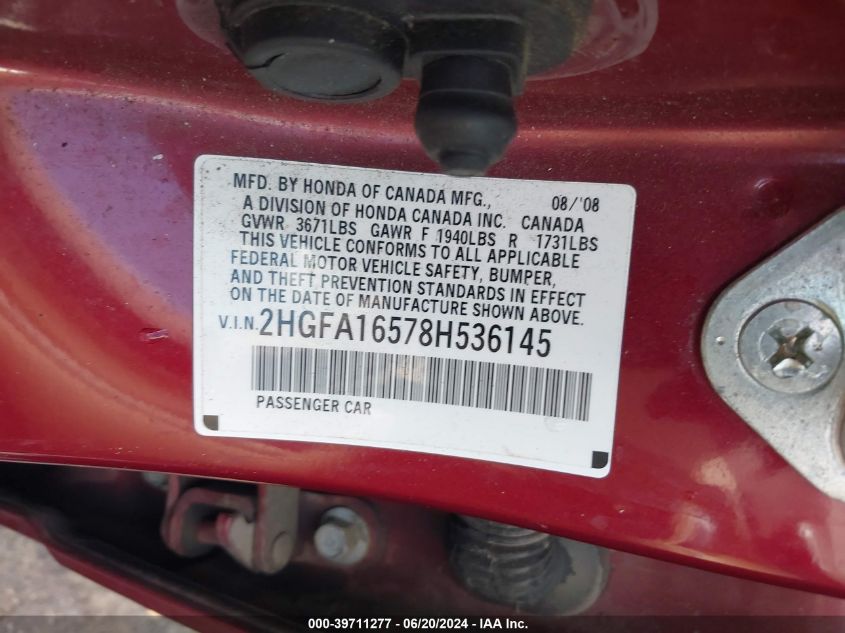 MFD. BY HONDA OF CANADA MFG., 08/'08
A DIVISION OF HONDA CANADA INC. CANADA
GVWR 3671LBS GAWR F 1940LBS R 1731LBS
THIS VEHICLE CONFORMS TO ALL APPLICABLE
FEDERAL MOTOR VEHICLE SAFETY, BUMPER,
AND THEFT PREVENTION STANDARDS IN EFFECT
ON THE DATE OF MANUFACTURE SHOWN ABOVE.
V.I.N. 2HGFA16578H536145
PASSENGER CAR
000-39711277 - 06/20/2024 - IAA Inc.